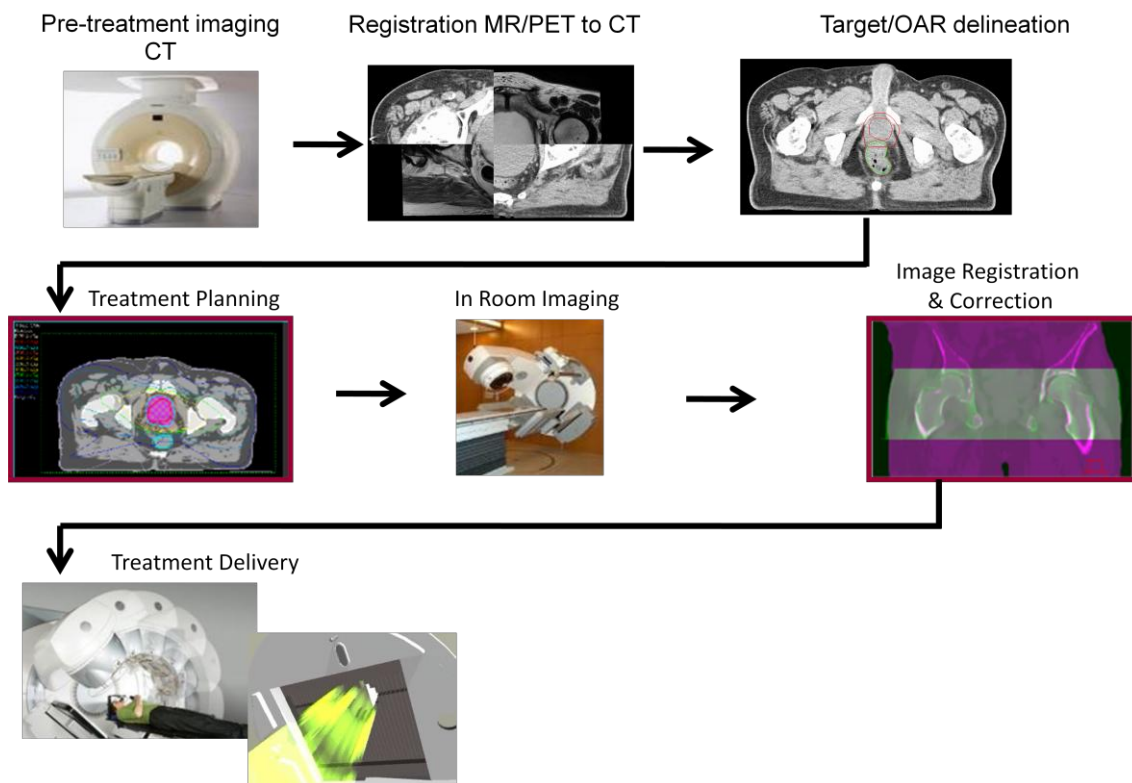 Pre-treatment imaging
CT
Registration MR/PET to CT
Target/OAR delineation
Treatment Planning
In Room Imaging
Image Registration
& Correction
Treatment Delivery